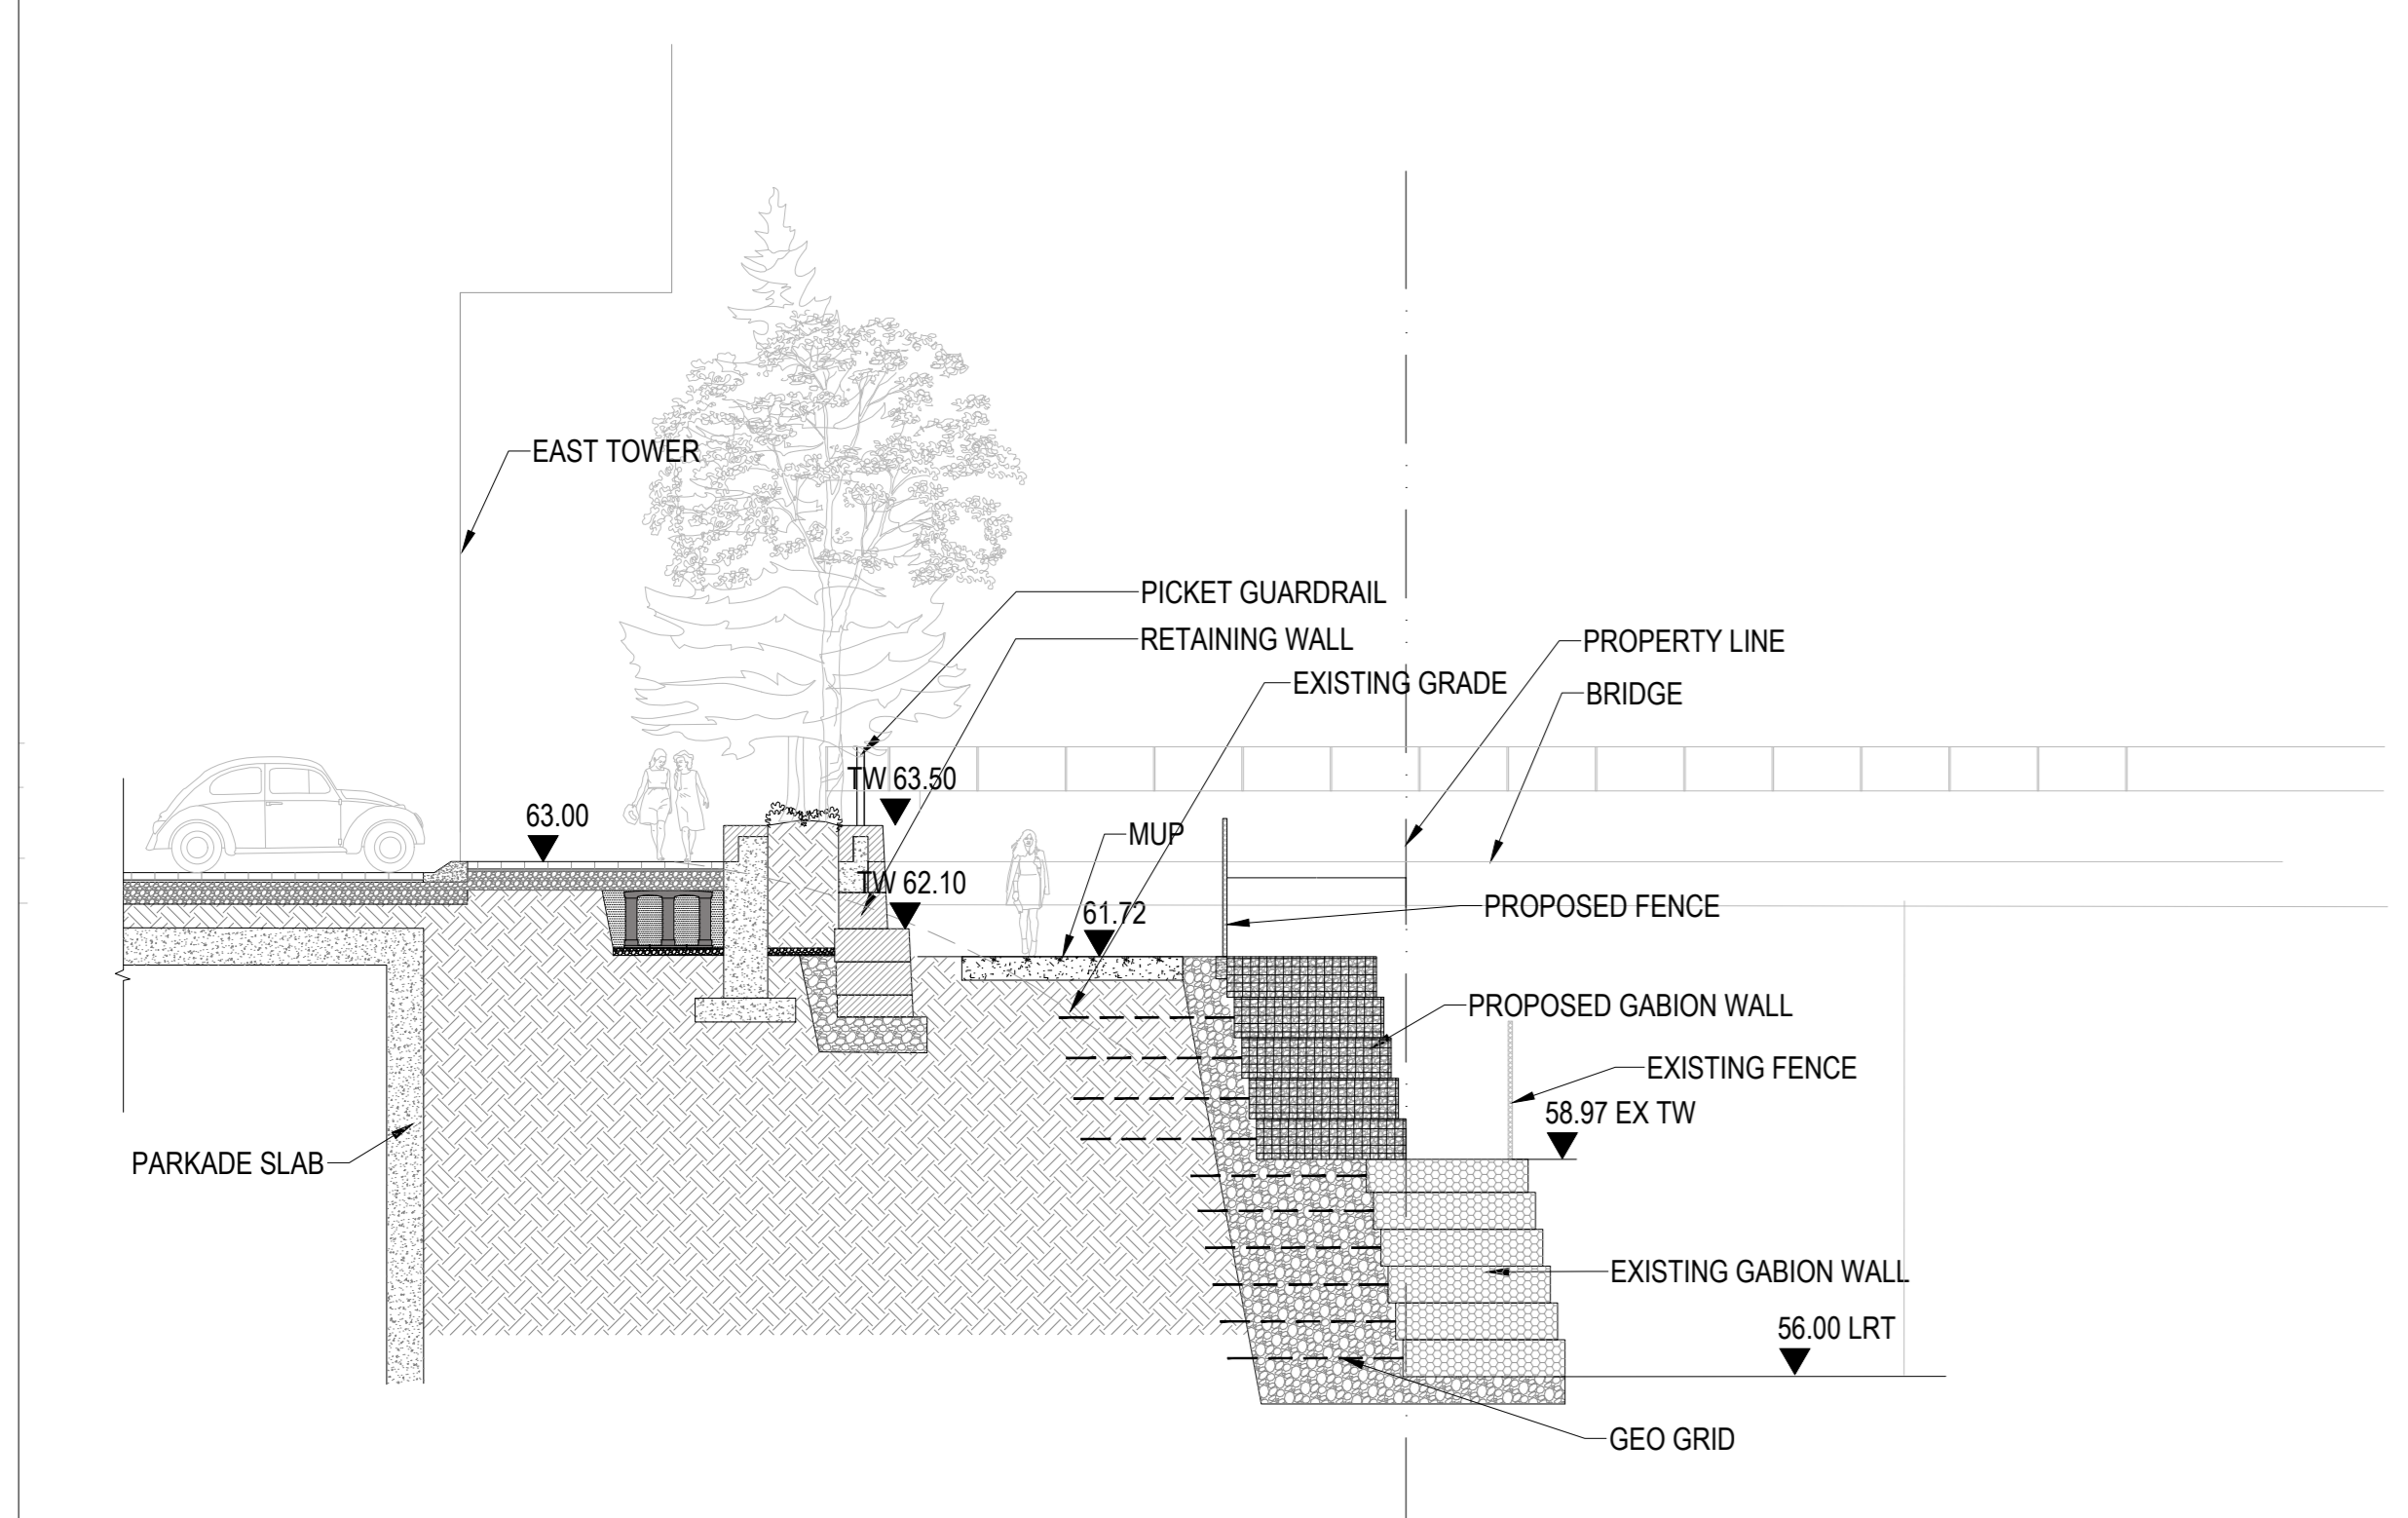 EAST TOWER
PICKET GUARDRAIL
RETAINING WALL
PROPERTY LINE
EXISTING GRADE
BRIDGE
TW 63.50
63.00
MUP
TW 62.10
61.72
PROPOSED FENCE
PROPOSED GABION WALL
EXISTING FENCE
58.97 EX TW
PARKADE SLAB
EXISTING GABION WALL
56.00 LRT
GEO GRID